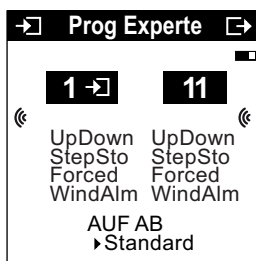 Prog Experte
1 11
UpDown UpDown
StepSto StepSto
Forced Forced
WindAlm WindAlm
AUF AB
Standard